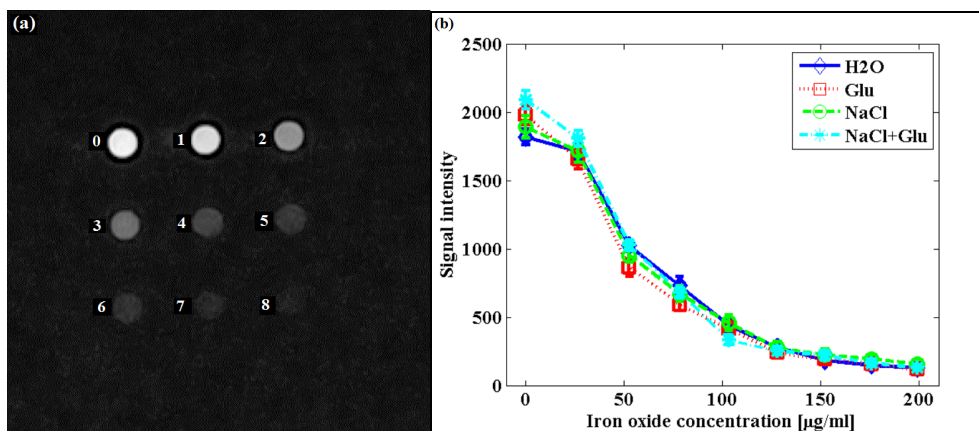 (a)
0 1 2
3 4 5
6 7 8
(b)
2500
2000
1500
1000
500
0
Signal intensity
0 50 100 150 200
Iron oxide concentration [µg/ml]
H2O
Glu
NaCl
NaCl+Glu